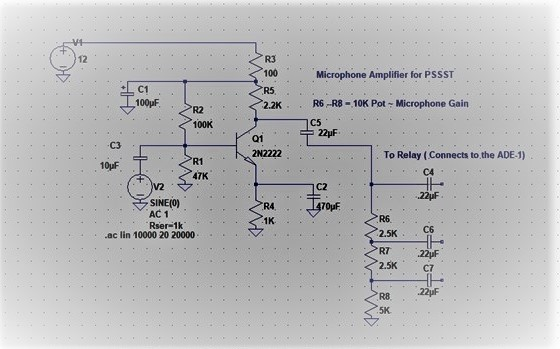 V1
12
R3
100
Microphone Amplifier for PSSST
C1
100µF
R5
2.2K
R6 -R8 = 10K Pot ~ Microphone Gain
R2
100K
C5
22µF
Q1
2N2222
C3
10µF
R1
47K
To Relay ( Connects to the ADE-1)
V2
C4
.22µF
SINE(0)
AC 1
Rser=1k
.ac lin 10000 20 20000
C2
470µF
R4
1K
R6
2.5K
C6
.22µF
R7
2.5K
C7
.22µF
R8
5K